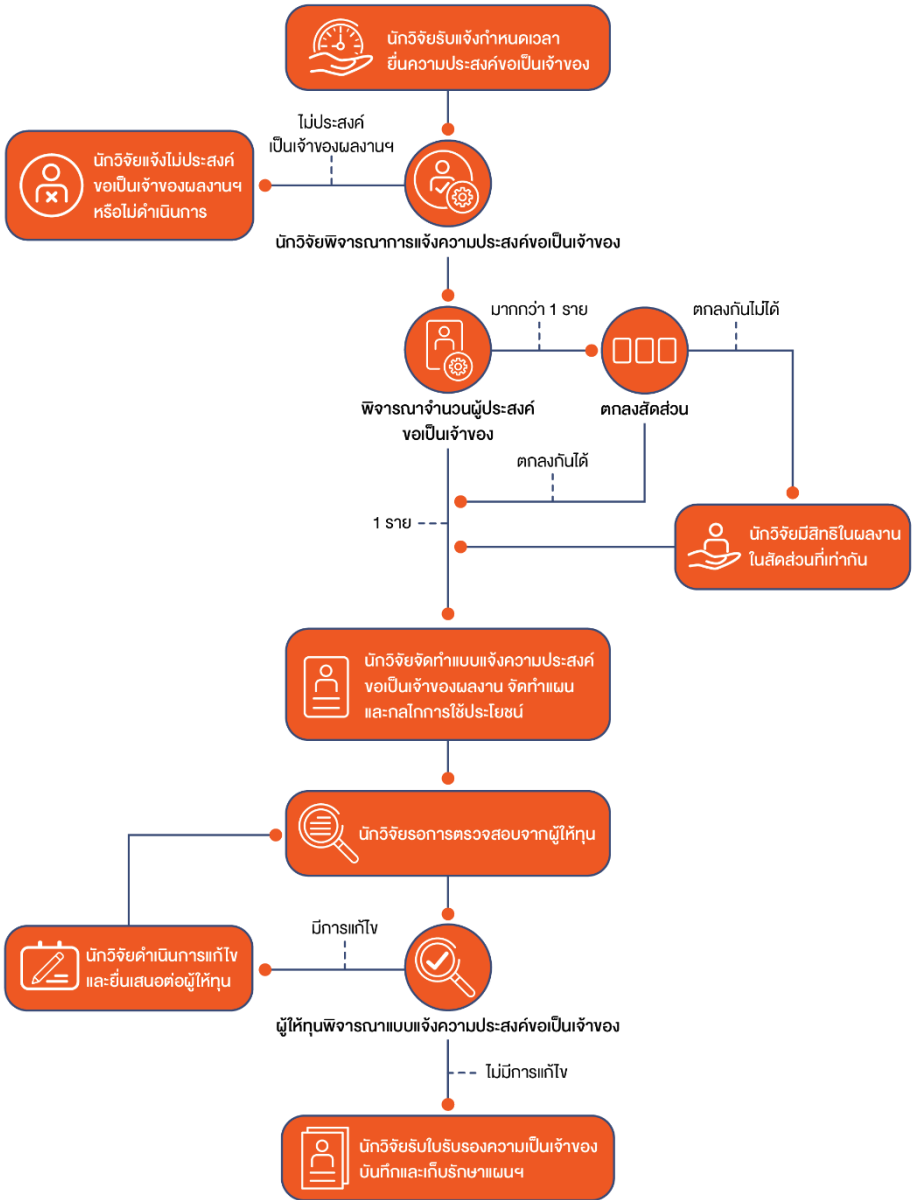 นักวิจัยรับแจ้งกำหนดเวลา
ยื่นความประสงค์ขอเป็นเจ้าของ
ไม่ประสงค์
เป็นเจ้าของผลงานฯ
นักวิจัยแจ้งไม่ประสงค์
ขอเป็นเจ้าของผลงานฯ
หรือไม่ดำเนินการ
นักวิจัยพิจารณาการแจ้งความประสงค์ขอเป็นเจ้าของ
มากกว่า 1 ราย
ตกลงกันไม่ได้
พิจารณาจำนวนผู้ประสงค์
ขอเป็นเจ้าของ
ตกลงสัดส่วน
ตกลงกันได้
1 ราย
นักวิจัยมีสิทธิในผลงาน
ในสัดส่วนที่เท่ากัน
นักวิจัยจัดทำแบบแจ้งความประสงค์
ขอเป็นเจ้าของผลงาน จัดทำแผน
และกลไกการใช้ประโยชน์
นักวิจัยรอการตรวจสอบจากผู้ให้ทุน
มีการแก้ไข
นักวิจัยดำเนินการแก้ไข
และยื่นเสนอต่อผู้ให้ทุน
ผู้ให้ทุนพิจารณาแบบแจ้งความประสงค์ขอเป็นเจ้าของ
ไม่มีการแก้ไข
นักวิจัยรับใบรับรองความเป็นเจ้าของ
บันทึกและเก็บรักษาแผนฯ